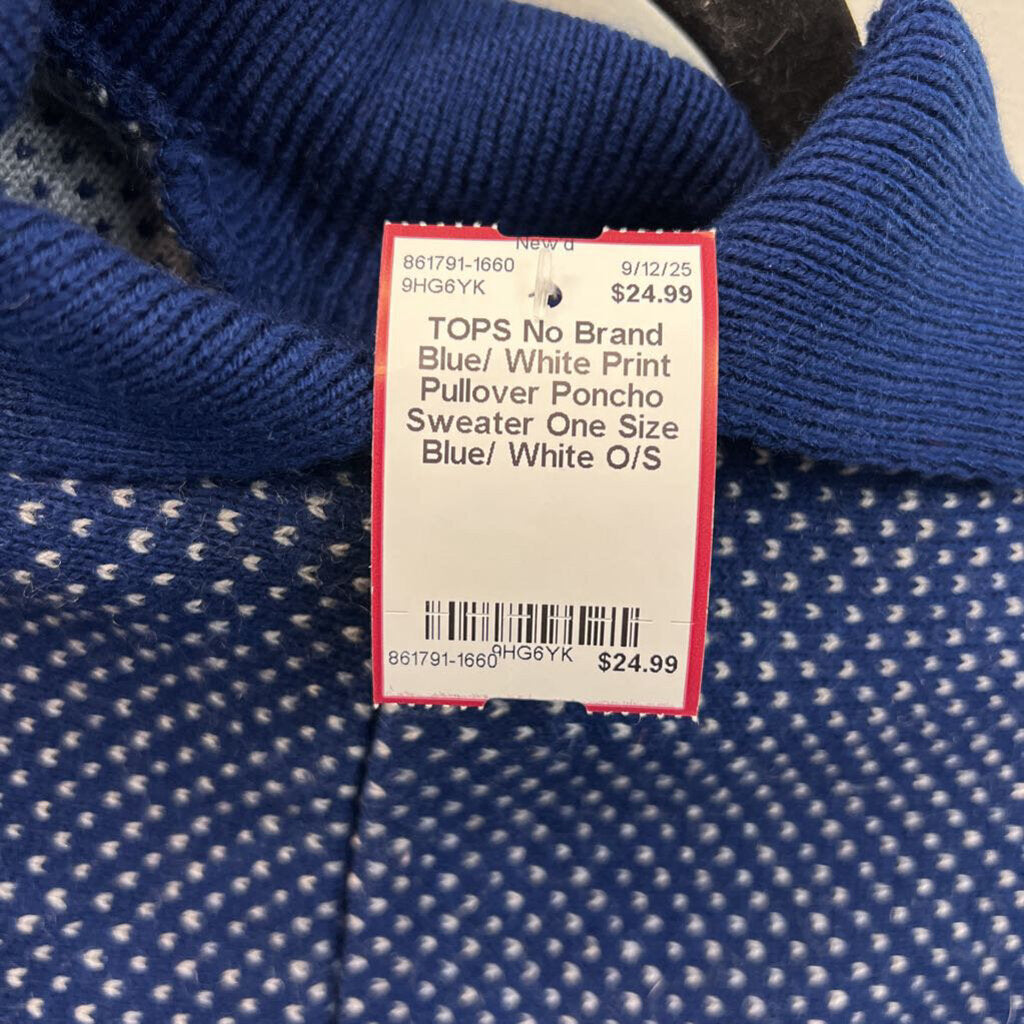 New d
861791-1660 9/12/25
9HG6YK $24.99
TOPS No Brand
Blue/ White Print
Pullover Poncho
Sweater One Size
Blue/ White O/S
861791-1660 9HG6YK $24.99